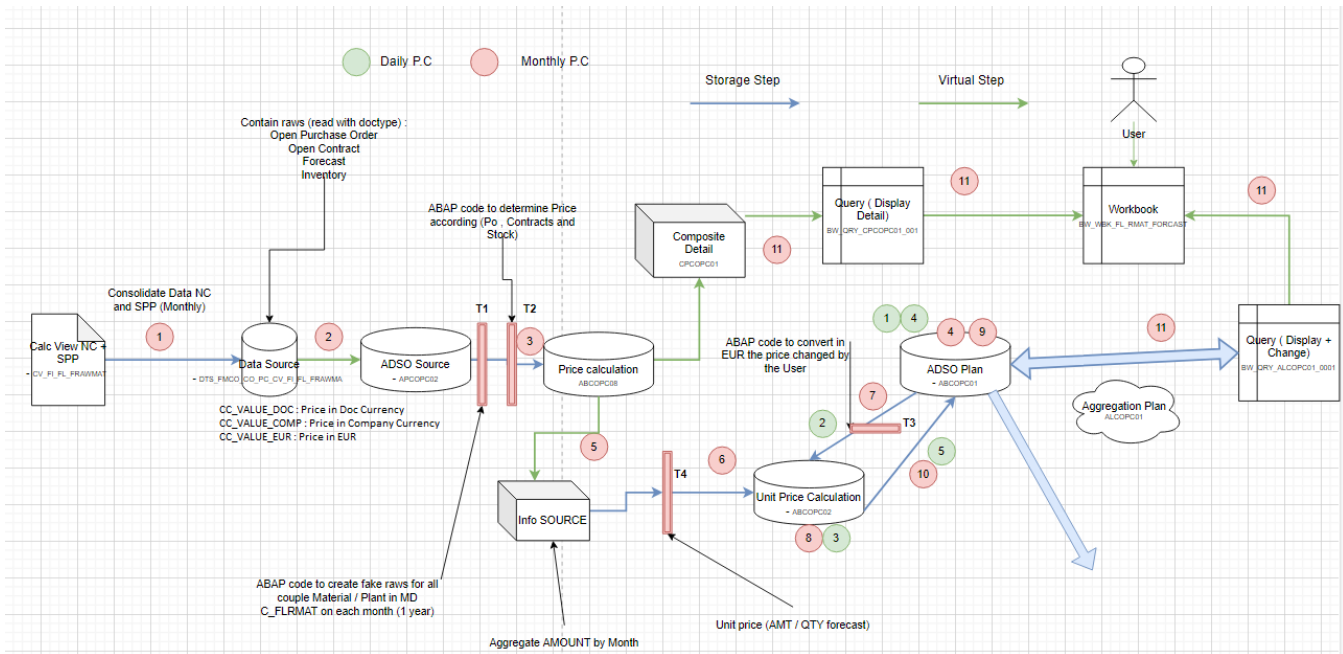 Daily P.C
Monthly P.C
Storage Step
Virtual Step
User
Contain raws (read with doctype) :
Open Purchase Order
Open Contract
Forecast
Inventory
ABAP code to determine Price
according (Po , Contracts and
Stock)
Composite
Detail
CPCOPC01
11
Query ( Display
Detail)
BW_QRY_CPCOPC01_001
11
Workbook
BW_WBK_FL_RMAT_FORCAST
11
Consolidate Data NC
and SPP (Monthly)
1
Calc View NC +
SPP
- CV_FI_FL_FRAWMAT
2
Data Source
- DTS_FMCO_CO_PC_CV_FI_FL_FRAWMA
ADSO Source
- APCOPC02
T1
T2
3
Price calculation
ABCOPC08
CC_VALUE_DOC : Price in Doc Currency
CC_VALUE_COMP : Price in Company Currency
CC_VALUE_EUR : Price in EUR
1
4
4
9
ABAP code to convert in
EUR the price changed by
the User
ADSO Plan
- ABCOPC01
11
Query ( Display +
Change)
BW_QRY_ALCOPC01_0001
Aggregation Plan
ALCOPC01
7
2
T3
5
10
5
6
T4
Info SOURCE
Unit Price Calculation
- ABCOPC02
8
3
ABAP code to create fake raws for all
couple Material / Plant in MD
C_FLRMAT on each month (1 year)
Aggregate AMOUNT by Month
Unit price (AMT / QTY forecast)